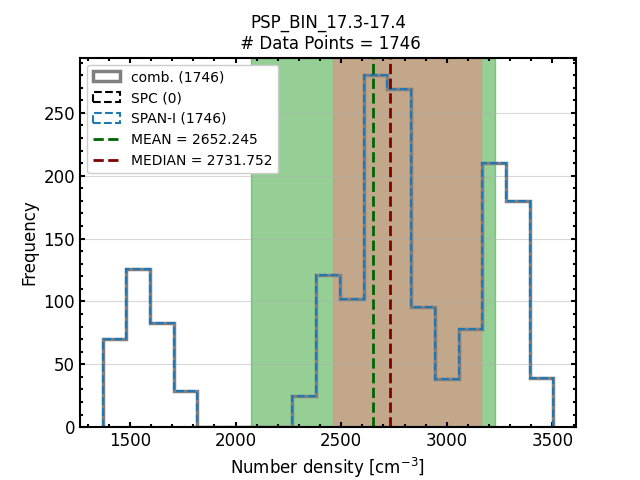 PSP_BIN_17.3-17.4
# Data Points = 1746
comb. (1746)
SPC (0)
SPAN-I (1746)
MEAN = 2652.245
MEDIAN = 2731.752
Frequency
250
200
150
100
50
0
1500 2000 2500 3000 3500
Number density [cm⁻³]